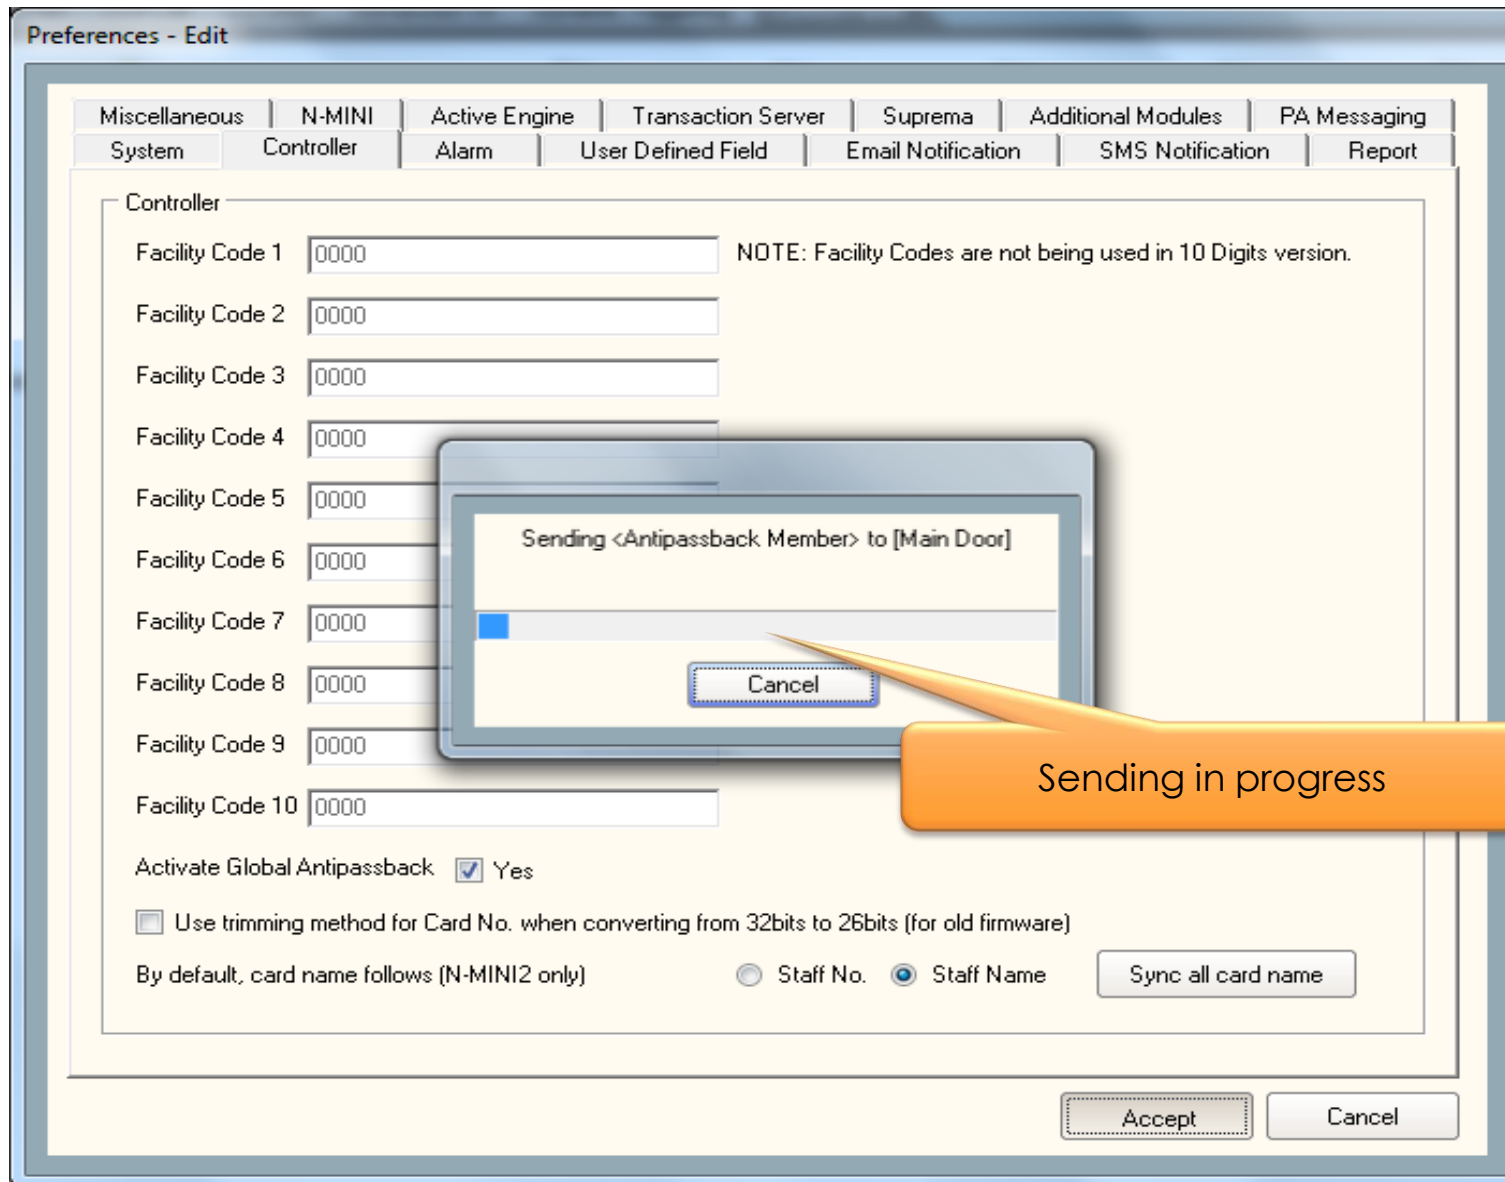 Preferences - Edit
Miscellaneous N-MINI Active Engine Transaction Server Suprema Additional Modules PA Messaging
System Controller Alarm User Defined Field Email Notification SMS Notification Report
Controller
Facility Code 1 0000 NOTE: Facility Codes are not being used in 10 Digits version.
Facility Code 2 0000
Facility Code 3 0000
Facility Code 4 0000
Facility Code 5 0000
Sending <Antipassback Member> to [Main Door]
Facility Code 6 0000
Facility Code 7 0000
Facility Code 8 0000
Cancel
Facility Code 9 0000
Sending in progress
Facility Code 10 0000
Activate Global Antipassback Yes
Use trimming method for Card No. when converting from 32bits to 26bits (for old firmware)
By default, card name follows (N-MINI2 only) Staff No. Staff Name Sync all card name
Accept Cancel